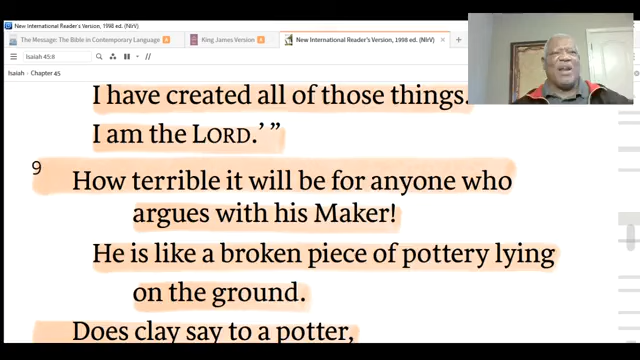 New International Reader's Version, 1998 ed. (NIrV)
The Message: The Bible in Contemporary Language
King James Version
New International Reader's Version, 1998 ed. (NIrV)
Isaiah 45:8
Isaiah · Chapter 45
I have created all of those things.
I am the LORD.’ ”
9 How terrible it will be for anyone who
argues with his Maker!
He is like a broken piece of pottery lying
on the ground.
Does clay say to a potter,